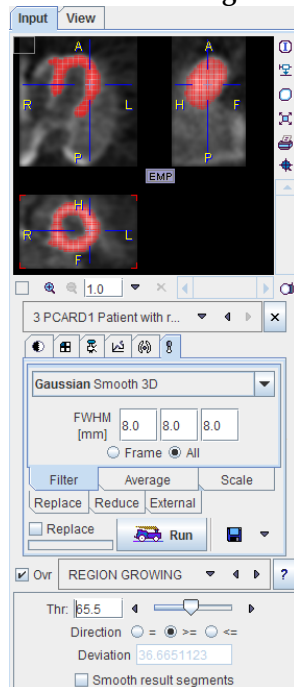 Input View
A
R L
P
A
H F
P
EMP
H
R L
F
1.0
3 PCARD1 Patient with r...
Gaussian Smooth 3D
FWHM
[mm]
8.0 8.0 8.0
Frame All
Filter Average Scale
Replace Reduce External
Replace Run
Ovr REGION GROWING ?
Thr: 65.5
Direction = >= <=
Deviation 36.6651123
Smooth result segments